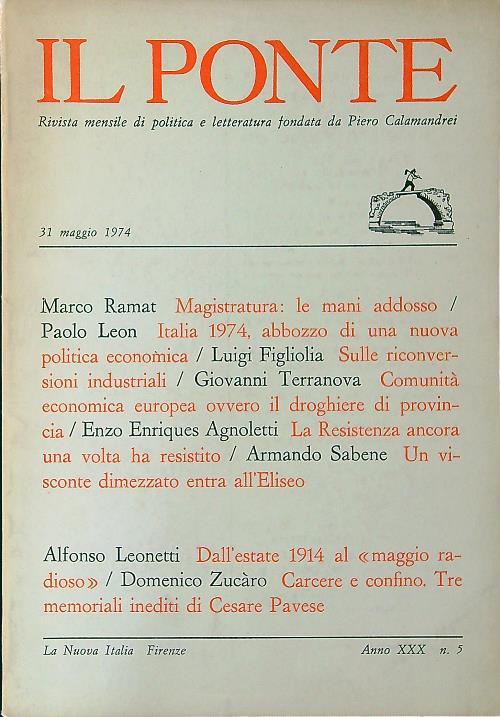 IL PONTE
Rivista mensile di politica e letteratura fondata da Piero Calamandrei
31 maggio 1974
Marco Ramat Magistratura: le mani addosso /
Paolo Leon Italia 1974, abbozzo di una nuova
politica economica / Luigi Figliolia Sulle riconver-
sioni industriali / Giovanni Terranova Comunità
economica europea ovvero il droghiere di provin-
cia / Enzo Enriques Agnoletti La Resistenza ancora
una volta ha resistito / Armando Sabene Un vi-
sconte dimezzato entra all'Eliseo
Alfonso Leonetti Dall'estate 1914 al «maggio ra-
dioso» / Domenico Zucàro Carcere e confino. Tre
memoriali inediti di Cesare Pavese
La Nuova Italia Firenze Anno XXX n. 5